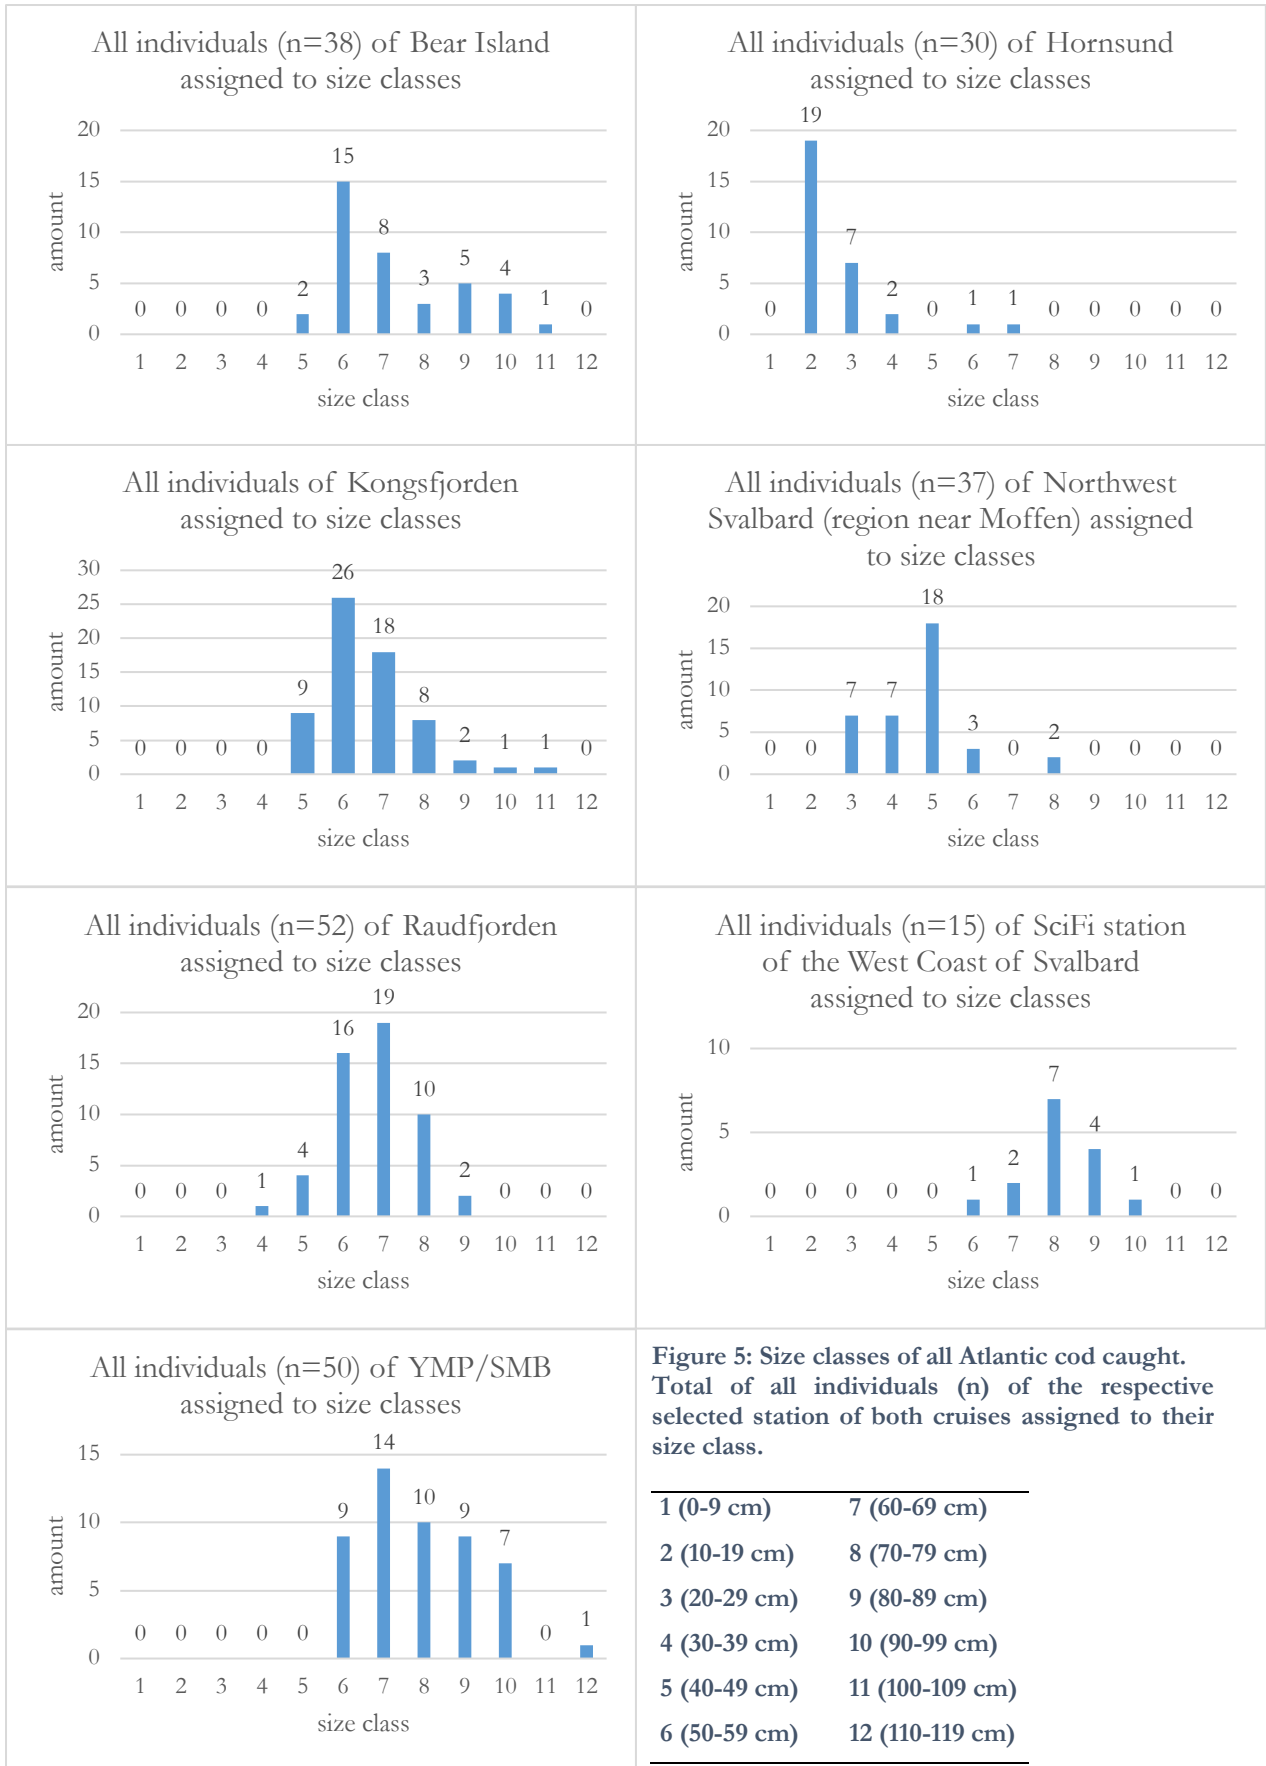 All individuals (n=38) of Bear Island
assigned to size classes
20
15
10
5
0
amount
0 0 0 0 2 15 8 3 5 4 1 0
1 2 3 4 5 6 7 8 9 10 11 12
size class
All individuals (n=30) of Hornsund
assigned to size classes
20
15
10
5
0
amount
0 19 7 2 0 1 1 0 0 0 0 0
1 2 3 4 5 6 7 8 9 10 11 12
size class
All individuals of Kongsfjorden
assigned to size classes
30
25
20
15
10
5
0
amount
0 0 0 0 9 26 18 8 2 1 1 0
1 2 3 4 5 6 7 8 9 10 11 12
size class
All individuals (n=37) of Northwest
Svalbard (region near Moffen) assigned
to size classes
20
15
10
5
0
amount
0 0 7 7 18 3 0 2 0 0 0 0
1 2 3 4 5 6 7 8 9 10 11 12
size class
All individuals (n=52) of Raudfjorden
assigned to size classes
20
15
10
5
0
amount
0 0 0 1 4 16 19 10 2 0 0 0
1 2 3 4 5 6 7 8 9 10 11 12
size class
All individuals (n=15) of SciFi station
of the West Coast of Svalbard
assigned to size classes
10
5
0
amount
0 0 0 0 0 1 2 7 4 1 0 0
1 2 3 4 5 6 7 8 9 10 11 12
size class
All individuals (n=50) of YMP/SMB
assigned to size classes
15
10
5
0
amount
0 0 0 0 0 9 14 10 9 7 0 1
1 2 3 4 5 6 7 8 9 10 11 12
size class
Figure 5: Size classes of all Atlantic cod caught.
Total of all individuals (n) of the respective
selected station of both cruises assigned to their
size class.
1 (0-9 cm) 7 (60-69 cm)
2 (10-19 cm) 8 (70-79 cm)
3 (20-29 cm) 9 (80-89 cm)
4 (30-39 cm) 10 (90-99 cm)
5 (40-49 cm) 11 (100-109 cm)
6 (50-59 cm) 12 (110-119 cm)